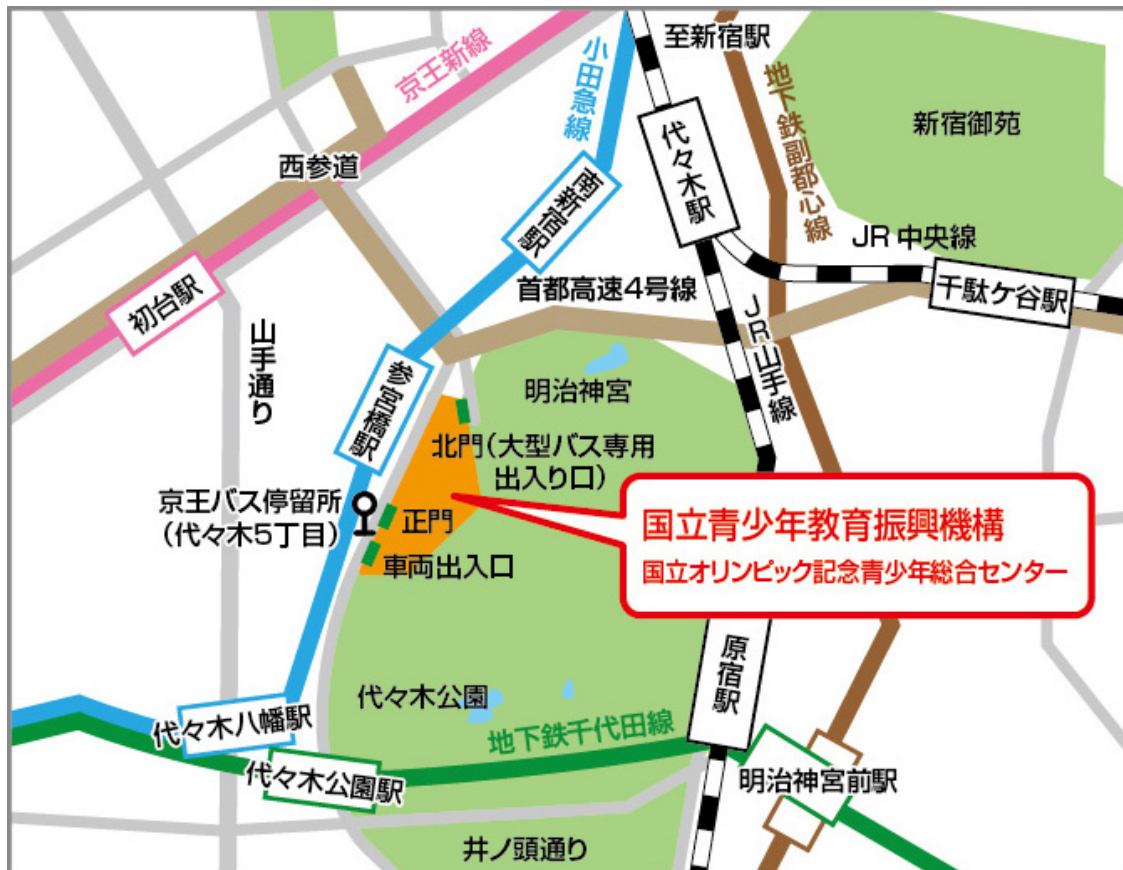 至新宿駅
京王新線
小田急線
地下鉄副都心線
新宿御苑
代々木駅
西参道
南新宿駅
JR中央線
千駄ケ谷駅
首都高速4号線
初台駅
山手通り
JR山手線
参宮橋駅
明治神宮
北門(大型バス専用
出入り口)
京王バス停留所
(代々木5丁目)
正門
車両出入口
国立青少年教育振興機構
国立オリンピック記念青少年総合センター
原宿駅
代々木公園
代々木八幡駅
地下鉄千代田線
代々木公園駅
明治神宮前駅
井ノ頭通り